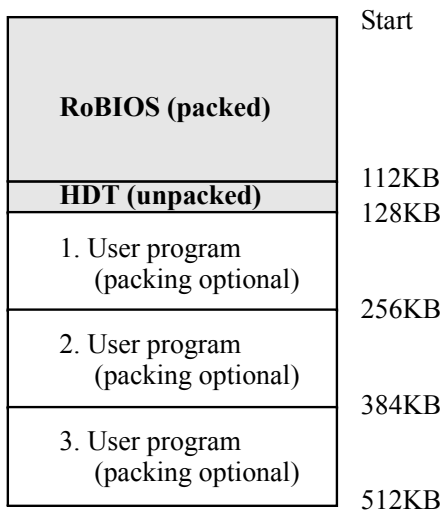 Start
RoBIOS (packed)
112KB
HDT (unpacked)
128KB
1. User program
(packing optional)
256KB
2. User program
(packing optional)
384KB
3. User program
(packing optional)
512KB